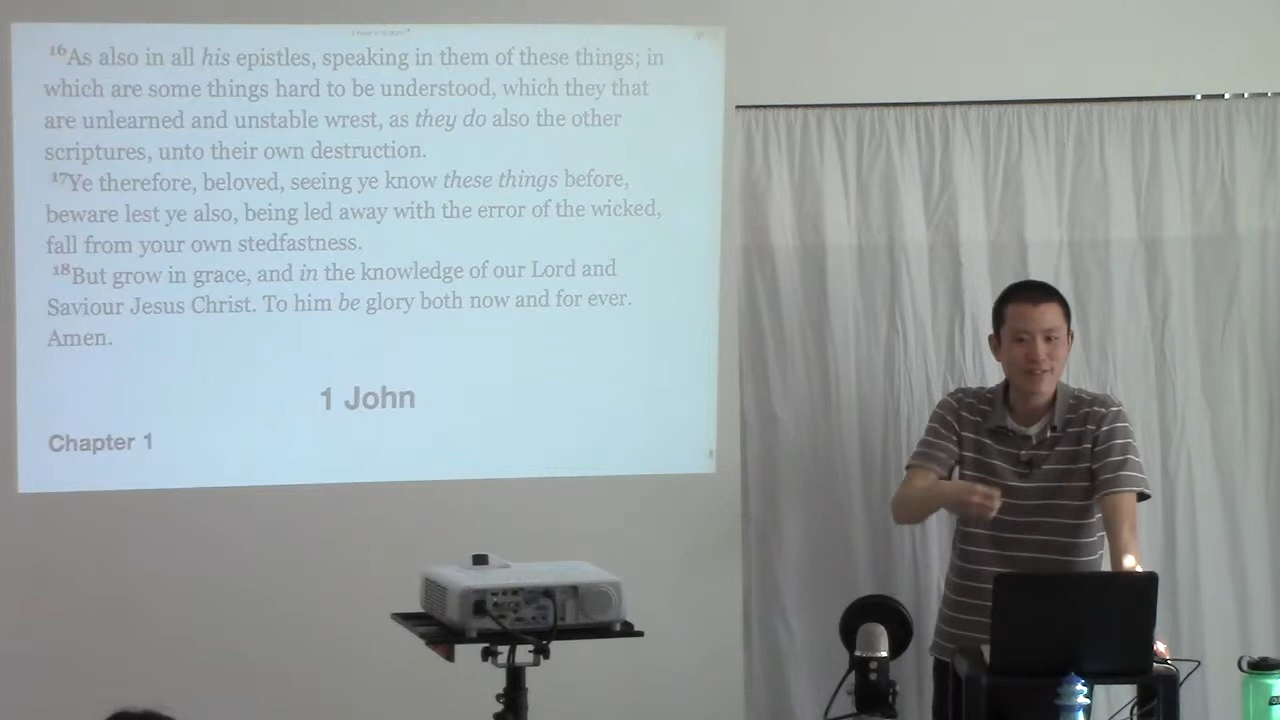 16As also in all his epistles, speaking in them of these things; in
which are some things hard to be understood, which they that
are unlearned and unstable wrest, as they do also the other
scriptures, unto their own destruction.
17Ye therefore, beloved, seeing ye know these things before,
beware lest ye also, being led away with the error of the wicked,
fall from your own stedfastness.
18But grow in grace, and in the knowledge of our Lord and
Saviour Jesus Christ. To him be glory both now and for ever.
Amen.
1 John
Chapter 1